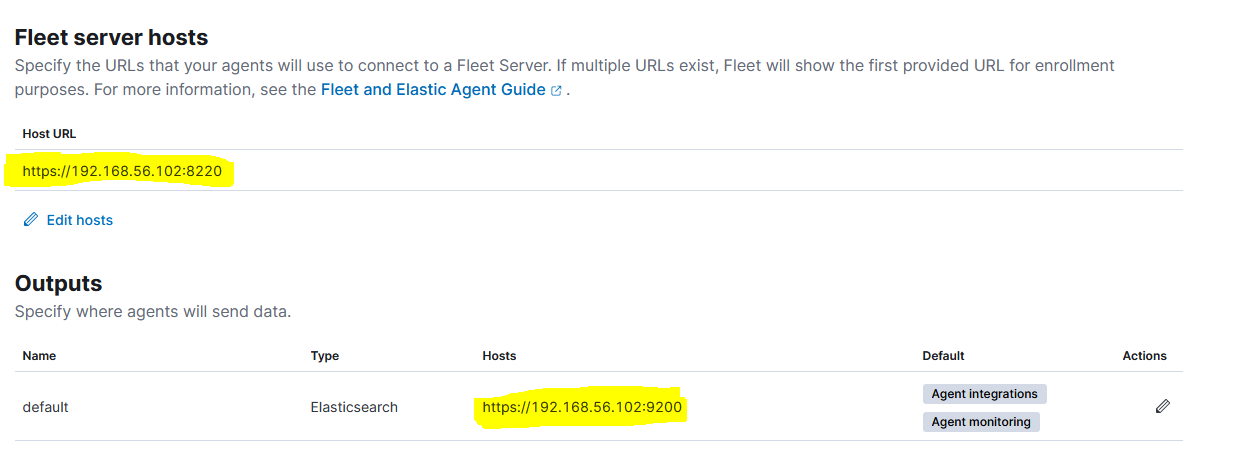 Fleet server hosts
Specify the URLs that your agents will use to connect to a Fleet Server. If multiple URLs exist, Fleet will show the first provided URL for enrollment
purposes. For more information, see the Fleet and Elastic Agent Guide .
Host URL
https://192.168.56.102:8220
Edit hosts
Outputs
Specify where agents will send data.
Name Type Hosts Default Actions
default Elasticsearch https://192.168.56.102:9200 Agent integrations
Agent monitoring